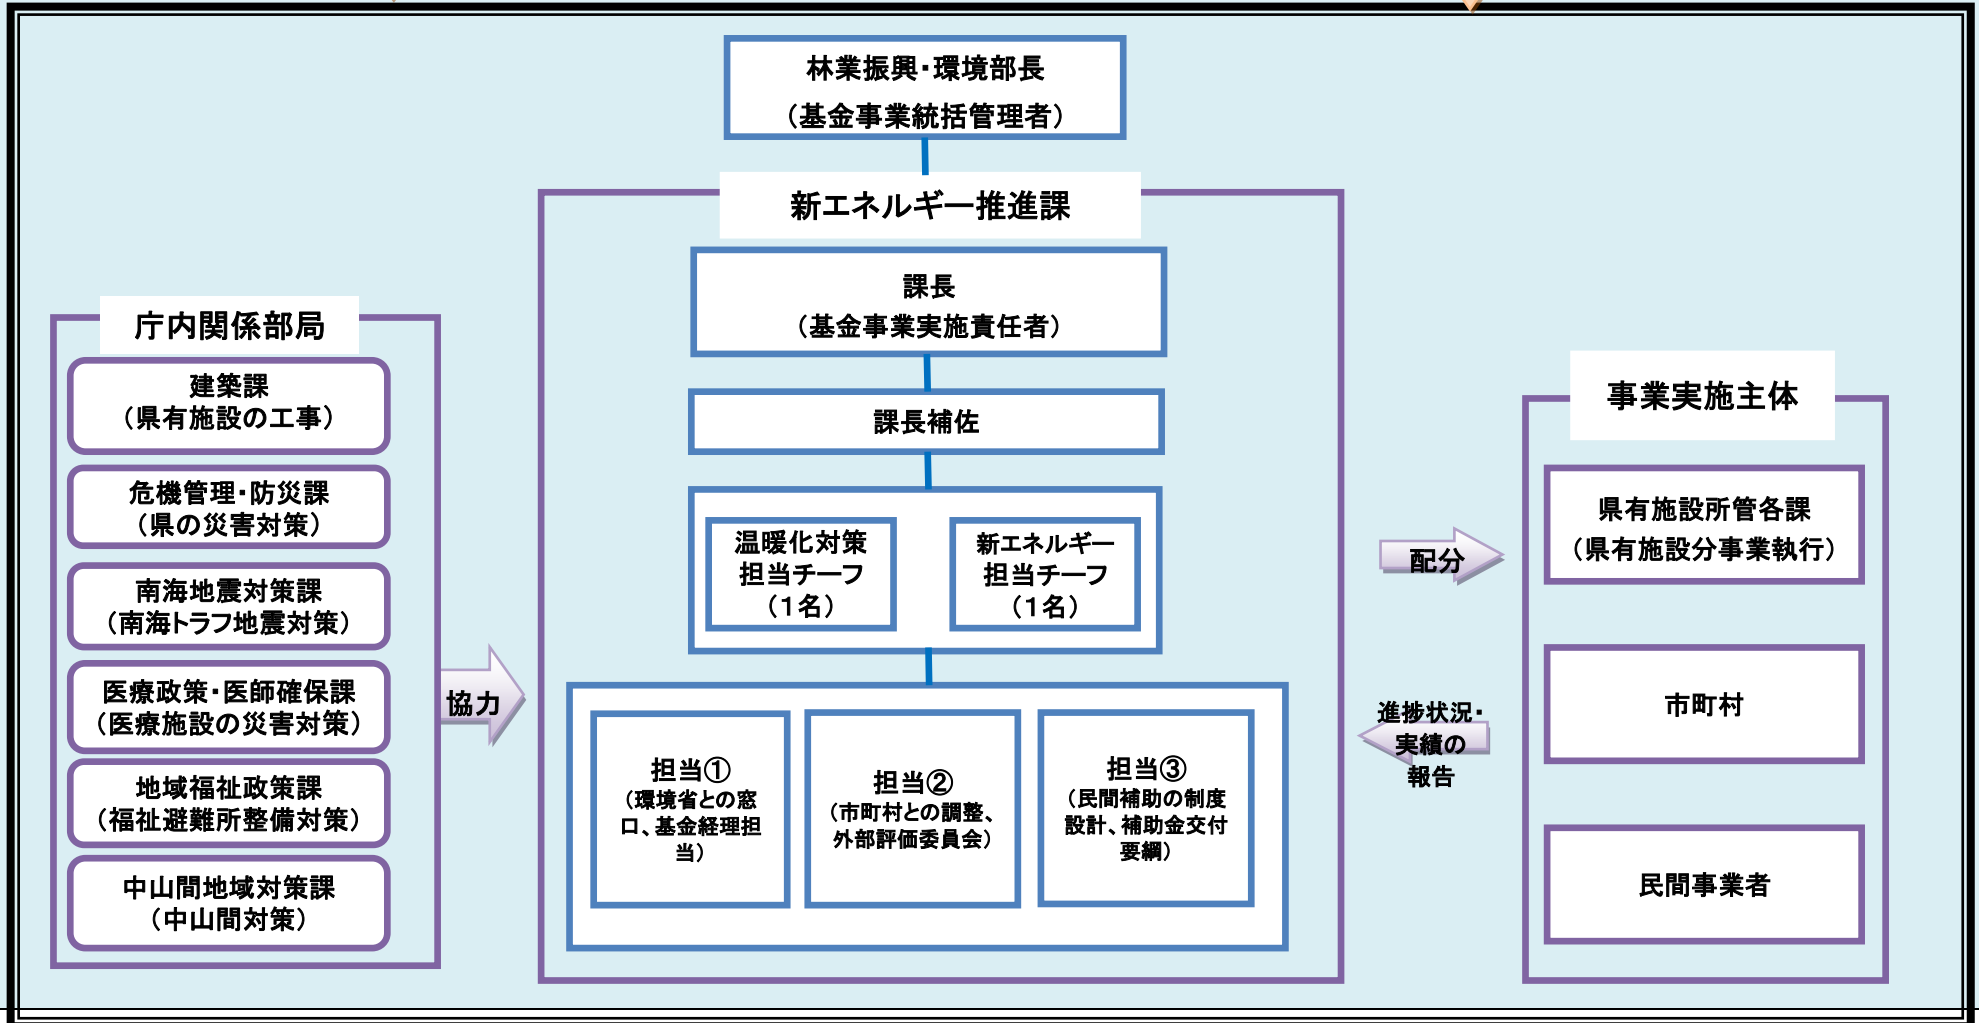 林業振興・環境部長
（基金事業統括管理者）
新エネルギー推進課
課長
（基金事業実施責任者）
課長補佐
温暖化対策
担当チーフ
（1名）
新エネルギー
担当チーフ
（1名）
担当①
（環境省との窓
口、基金経理担
当）
担当②
（市町村との調整、
外部評価委員会）
担当③
（民間補助の制度
設計、補助金交付
要綱）
庁内関係部局
建築課
（県有施設の工事）
危機管理・防災課
（県の災害対策）
南海地震対策課
（南海トラフ地震対策）
医療政策・医師確保課
（医療施設の災害対策）
地域福祉政策課
（福祉避難所整備対策）
中山間地域対策課
（中山間対策）
協力
配分
進捗状況・
実績の
報告
事業実施主体
県有施設所管各課
（県有施設分事業執行）
市町村
民間事業者